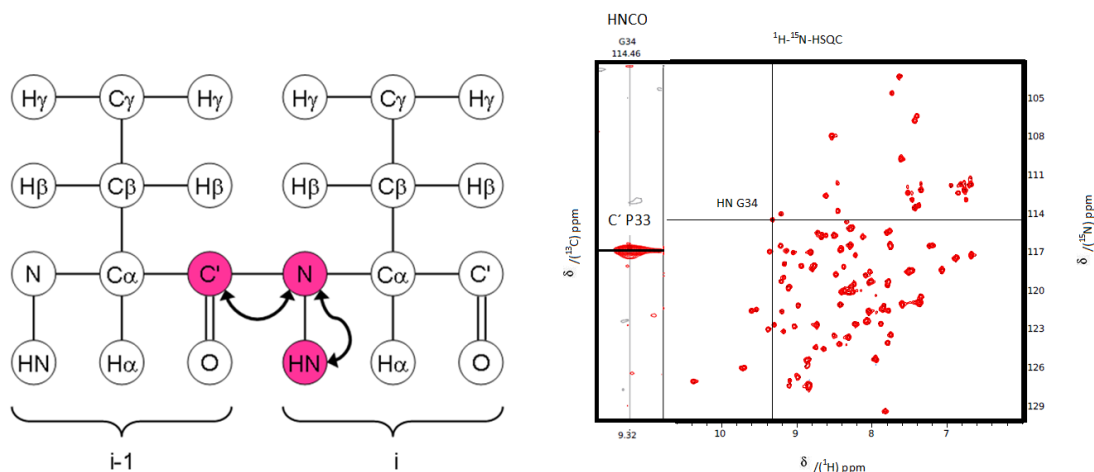 Hγ Cγ Hγ Hγ Cγ Hγ
Hβ Cβ Hβ Hβ Cβ Hβ
N Cα C' N Cα C'
HN Hα O HN Hα O
i-1 i
HNCO
G34
114.46
¹H-¹⁵N-HSQC
C´ P33
HN G34
δ /(¹³C) ppm
9.32
105
108
111
114
117
120
123
126
129
δ /(¹⁵N) ppm
10 9 8 7
δ /(¹H) ppm